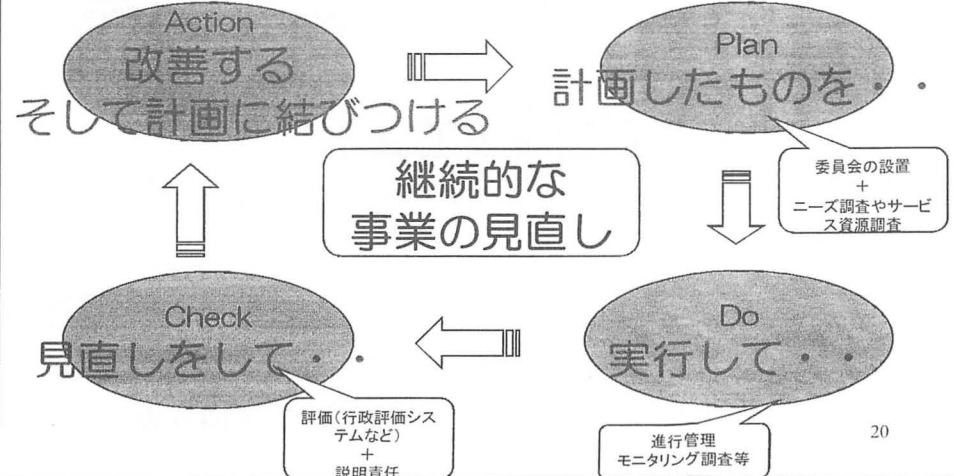 Action
改善する
そして計画に結びつける
Plan
計画したものを・・
委員会の設置
+
ニーズ調査やサービ
ス資源調査
継続的な
事業の見直し
Check
見直しをして・・
評価(行政評価シス
テムなど)
+
説明責任
Do
実行して・・
進行管理
モニタリング調査等
20